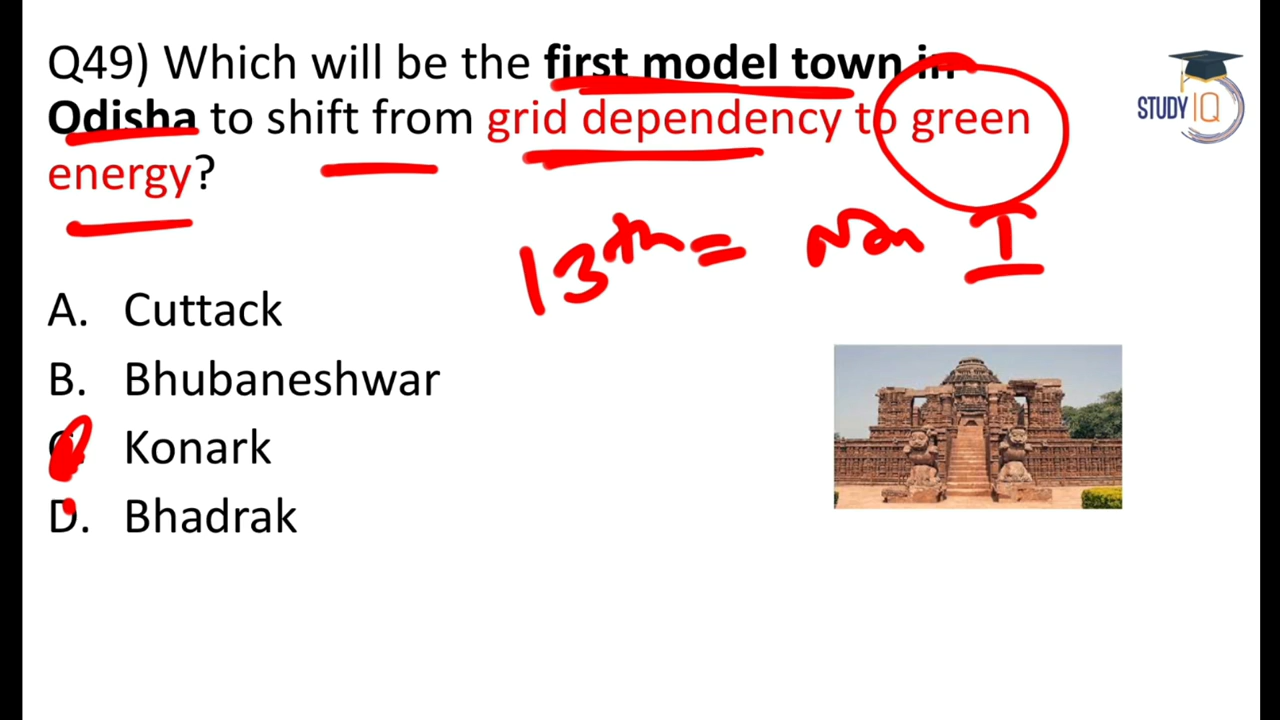 Q49) Which will be the first model town in
Odisha to shift from grid dependency to green
energy?
STUDY IQ
13th =
I
A. Cuttack
B. Bhubaneshwar
C. Konark
D. Bhadrak